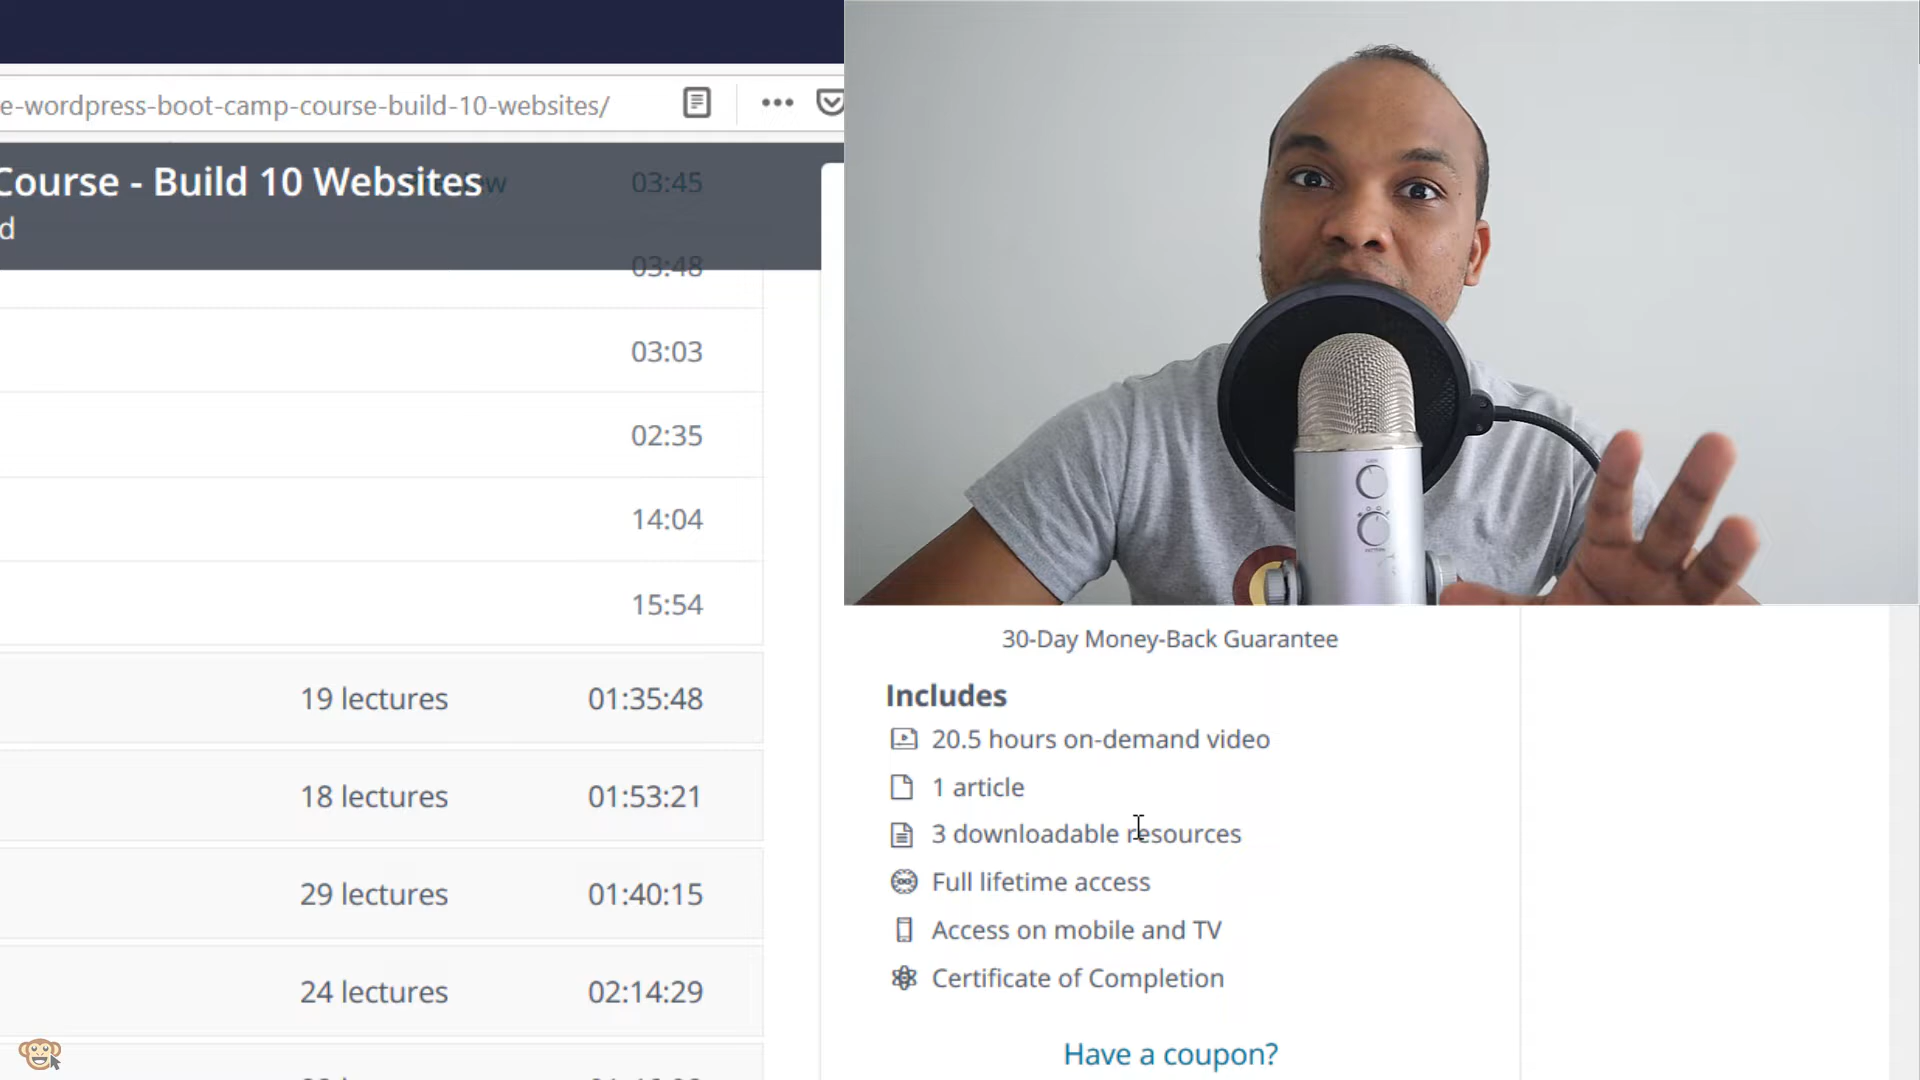 e-wordpress-boot-camp-course-build-10-websites/
Course - Build 10 Websites
03:45
d
03:48
03:03
02:35
14:04
15:54
19 lectures 01:35:48
18 lectures 01:53:21
29 lectures 01:40:15
24 lectures 02:14:29
30-Day Money-Back Guarantee
Includes
20.5 hours on-demand video
1 article
3 downloadable resources
Full lifetime access
Access on mobile and TV
Certificate of Completion
Have a coupon?